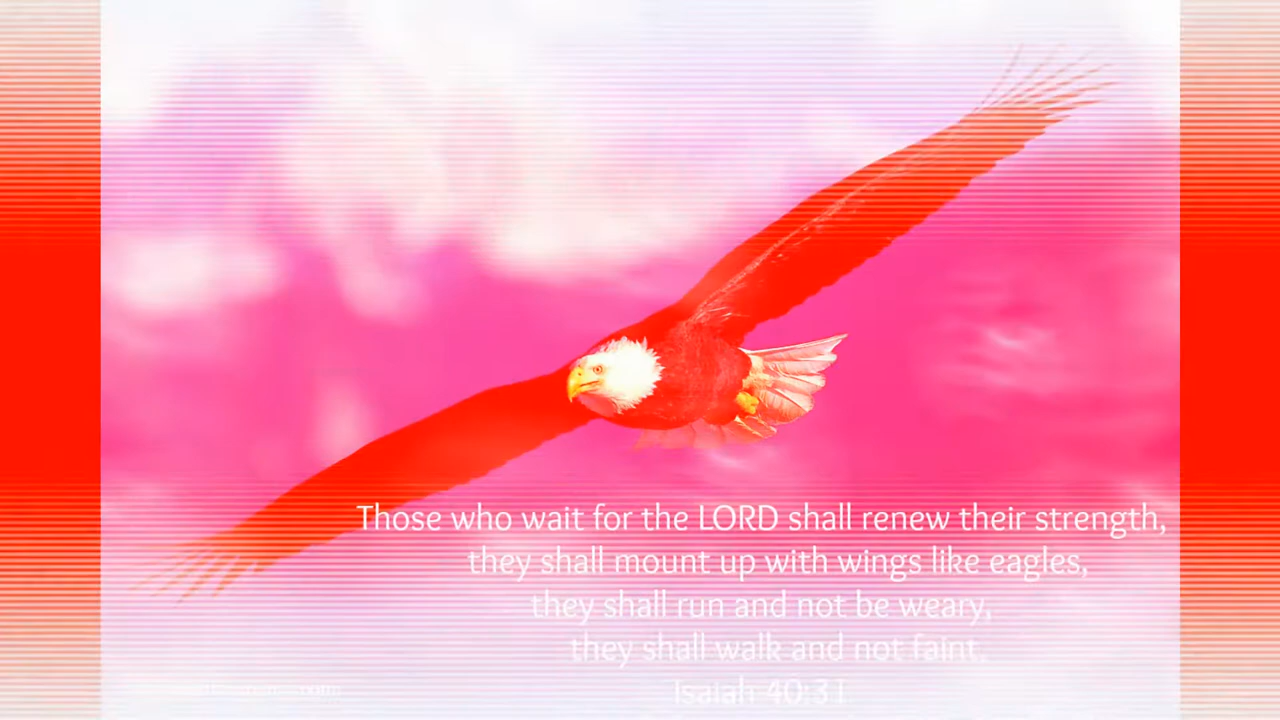 Those who wait for the LORD shall renew their strength,
they shall mount up with wings like eagles,
they shall run and not be weary,
they shall walk and not faint.
Isaiah 40:31